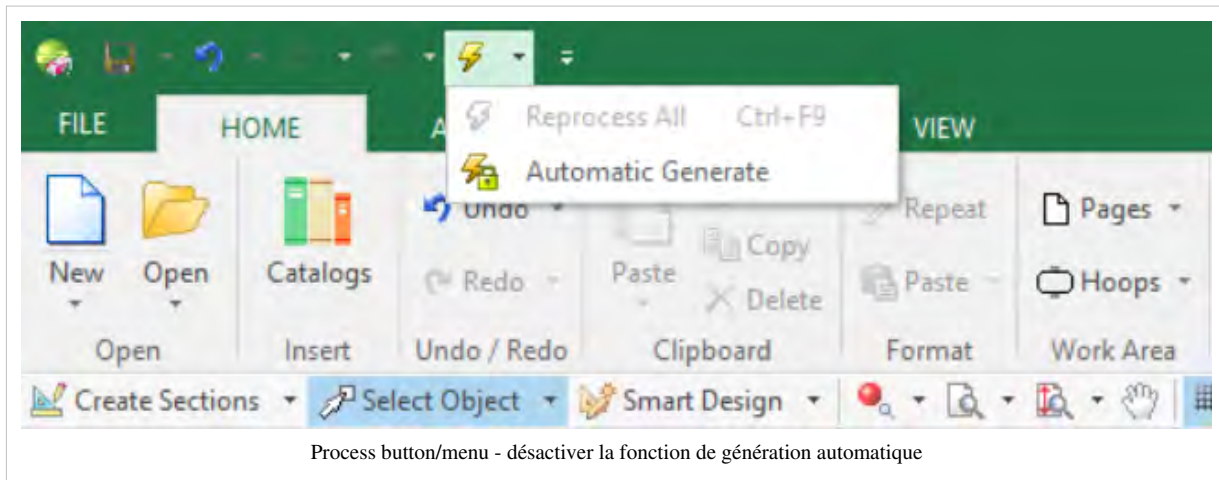 Reprocess All Ctrl+F9
Automatic Generate
FILE HOME VIEW
New Open Catalogs
Undo
Redo
Paste
Copy
Delete
Repeat
Paste
Pages
Hoops
Open Insert Undo / Redo Clipboard Format Work Area
Create Sections Select Object Smart Design
Process button/menu - désactiver la fonction de génération automatique